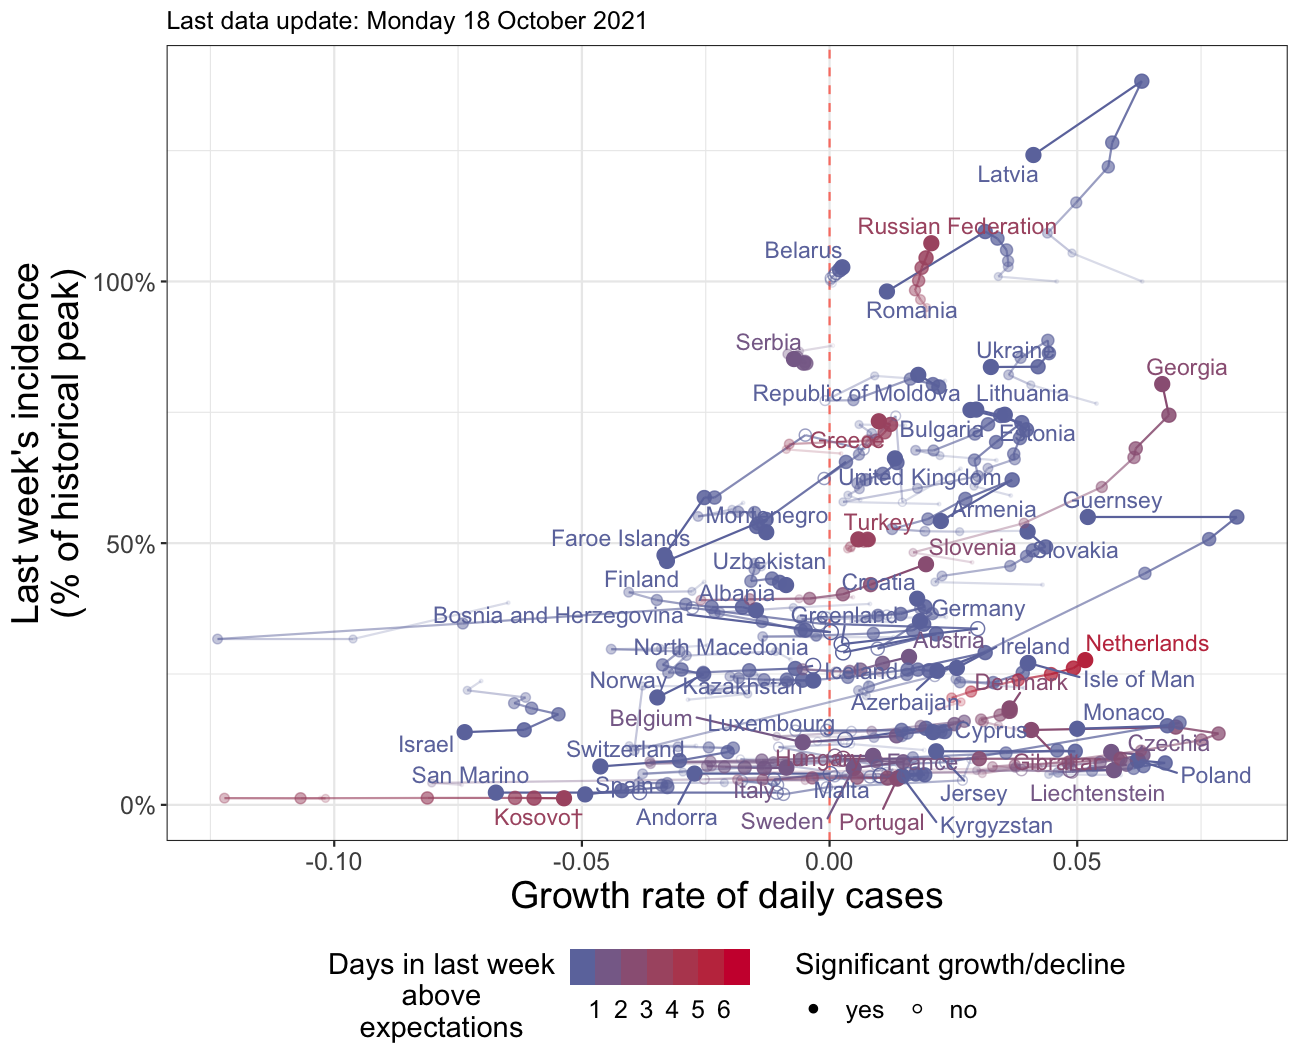 Last data update: Monday 18 October 2021
Last week's incidence
(% of historical peak)
100%
50%
0%
Latvia
Russian Federation
Belarus
Romania
Serbia
Ukraine
Georgia
Republic of Moldova
Lithuania
Greece
Bulgaria
Estonia
United Kingdom
Guernsey
Armenia
Montenegro
Turkey
Faroe Islands
Slovenia
Slovakia
Uzbekistan
Finland
Croatia
Albania
Bosnia and Herzegovina
Greenland
Germany
Austria
Ireland
Netherlands
North Macedonia
Iceland
Norway
Kazakhstan
Denmark
Isle of Man
Azerbaijan
Belgium
Luxembourg
Monaco
Cyprus
Israel
Switzerland
Czechia
Hungary
France
Gibraltar
San Marino
Poland
Spain
Italy
Malta
Jersey
Liechtenstein
Kosovo†
Andorra
Sweden
Portugal
Kyrgyzstan
-0.10
-0.05
0.00
0.05
Growth rate of daily cases
Days in last week
above
expectations
1 2 3 4 5 6
Significant growth/decline
yes
no